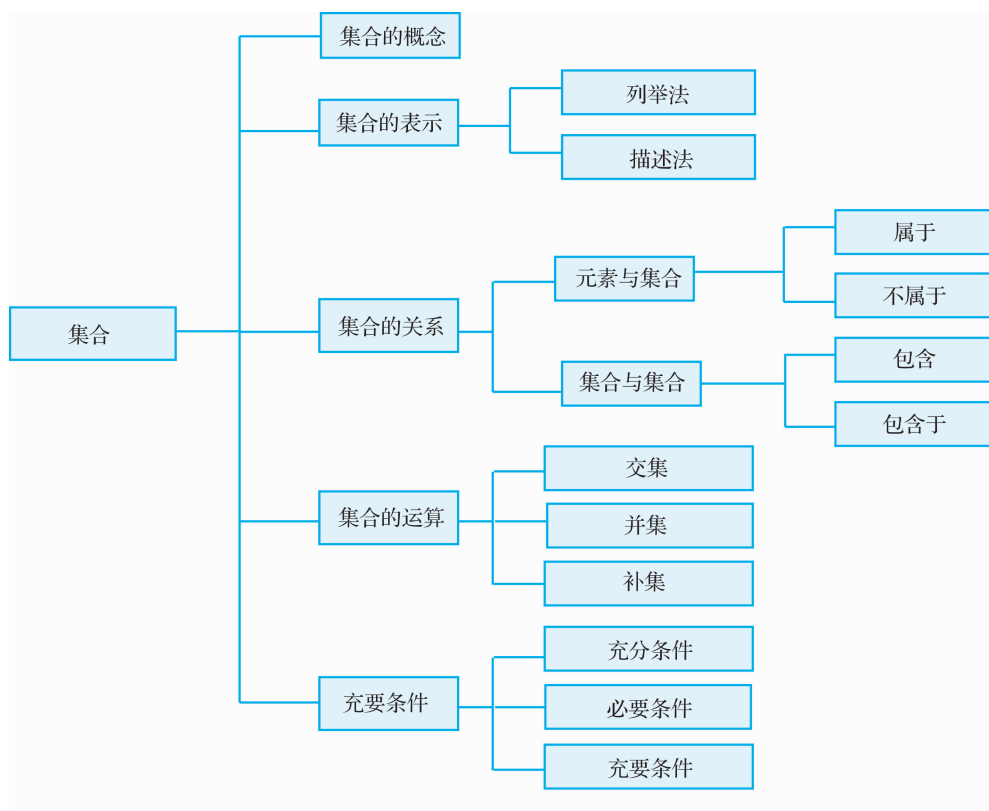 集合的概念
集合的表示
列举法
描述法
集合
集合的关系
元素与集合
属于
不属于
集合与集合
包含
包含于
集合的运算
交集
并集
补集
充要条件
充分条件
必要条件
充要条件